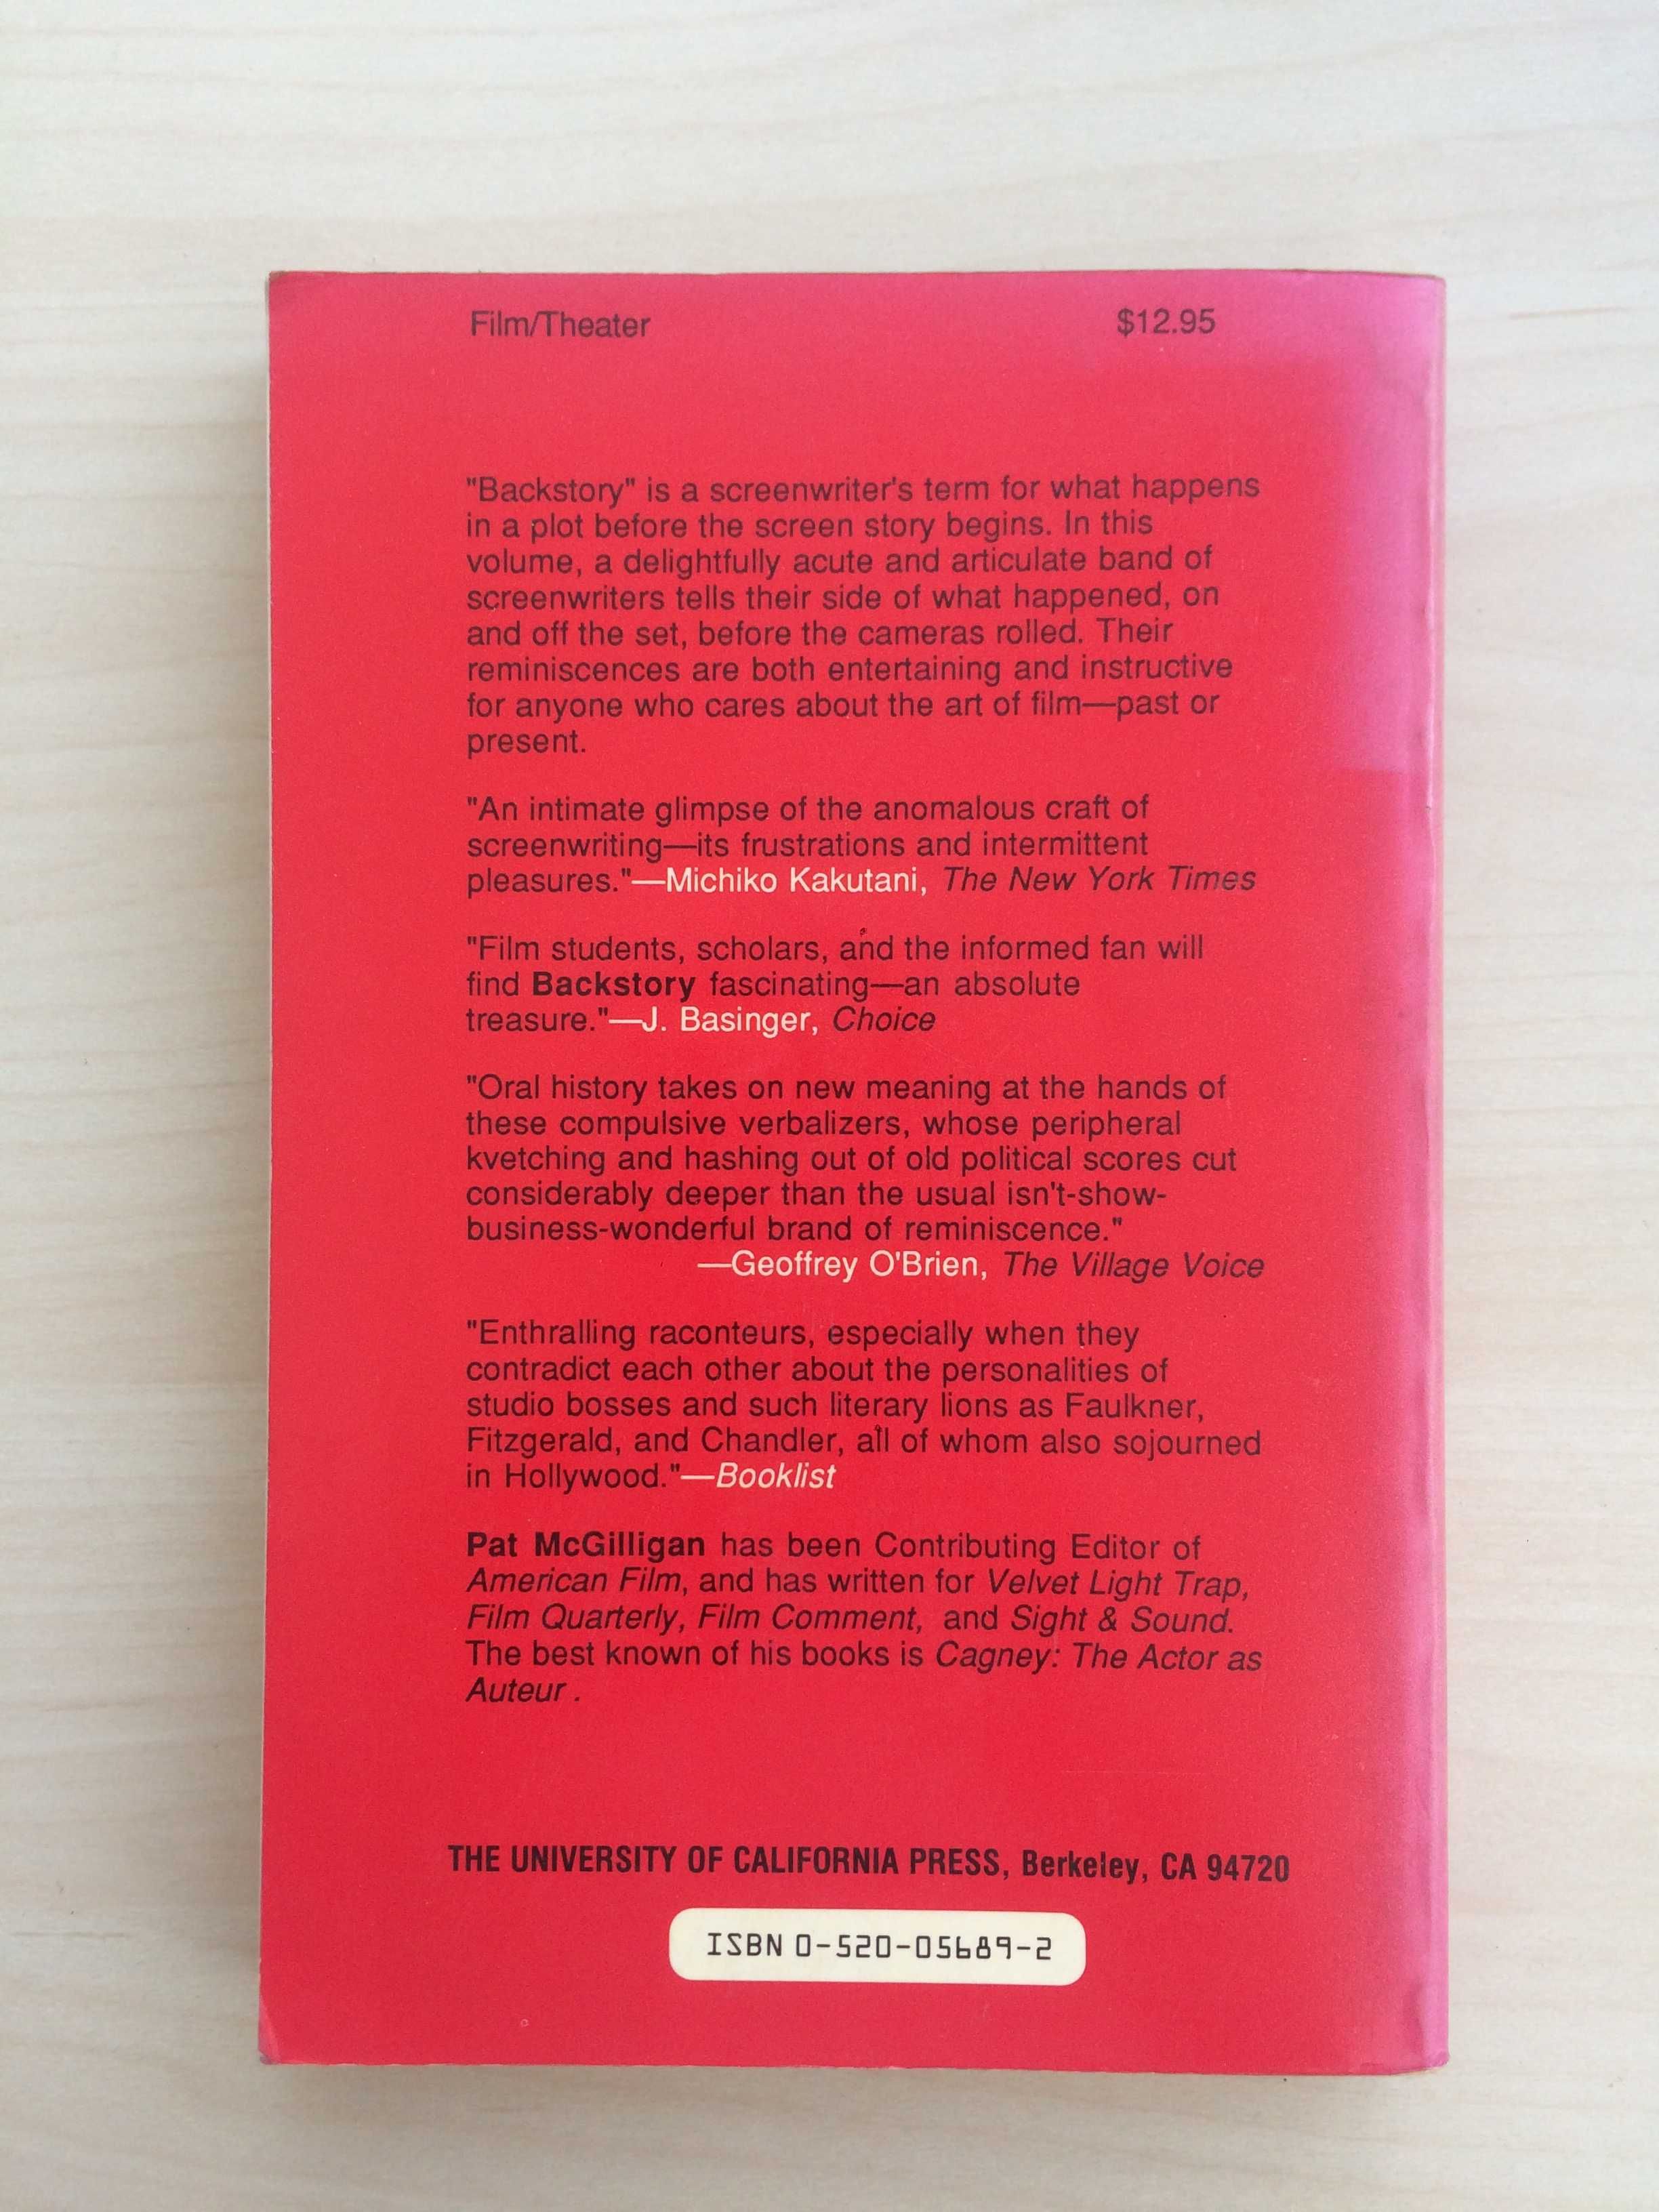 Film/Theater
$12.95
"Backstory" is a screenwriter's term for what happens
in a plot before the screen story begins. In this
volume, a delightfully acute and articulate band of
screenwriters tells their side of what happened, on
and off the set, before the cameras rolled. Their
reminiscences are both entertaining and instructive
for anyone who cares about the art of film—past or
present.
"An intimate glimpse of the anomalous craft of
screenwriting—its frustrations and intermittent
pleasures."—Michiko Kakutani, The New York Times
"Film students, scholars, and the informed fan will
find Backstory fascinating—an absolute
treasure."—J. Basinger, Choice
"Oral history takes on new meaning at the hands of
these compulsive verbalizers, whose peripheral
kvetching and hashing out of old political scores cut
considerably deeper than the usual isn't-show-
business-wonderful brand of reminiscence."
—Geoffrey O'Brien, The Village Voice
"Enthralling raconteurs, especially when they
contradict each other about the personalities of
studio bosses and such literary lions as Faulkner,
Fitzgerald, and Chandler, all of whom also sojourned
in Hollywood."—Booklist
Pat McGilligan has been Contributing Editor of
American Film, and has written for Velvet Light Trap,
Film Quarterly, Film Comment, and Sight & Sound.
The best known of his books is Cagney: The Actor as
Auteur .
THE UNIVERSITY OF CALIFORNIA PRESS, Berkeley, CA 94720
ISBN 0-520-05689-2